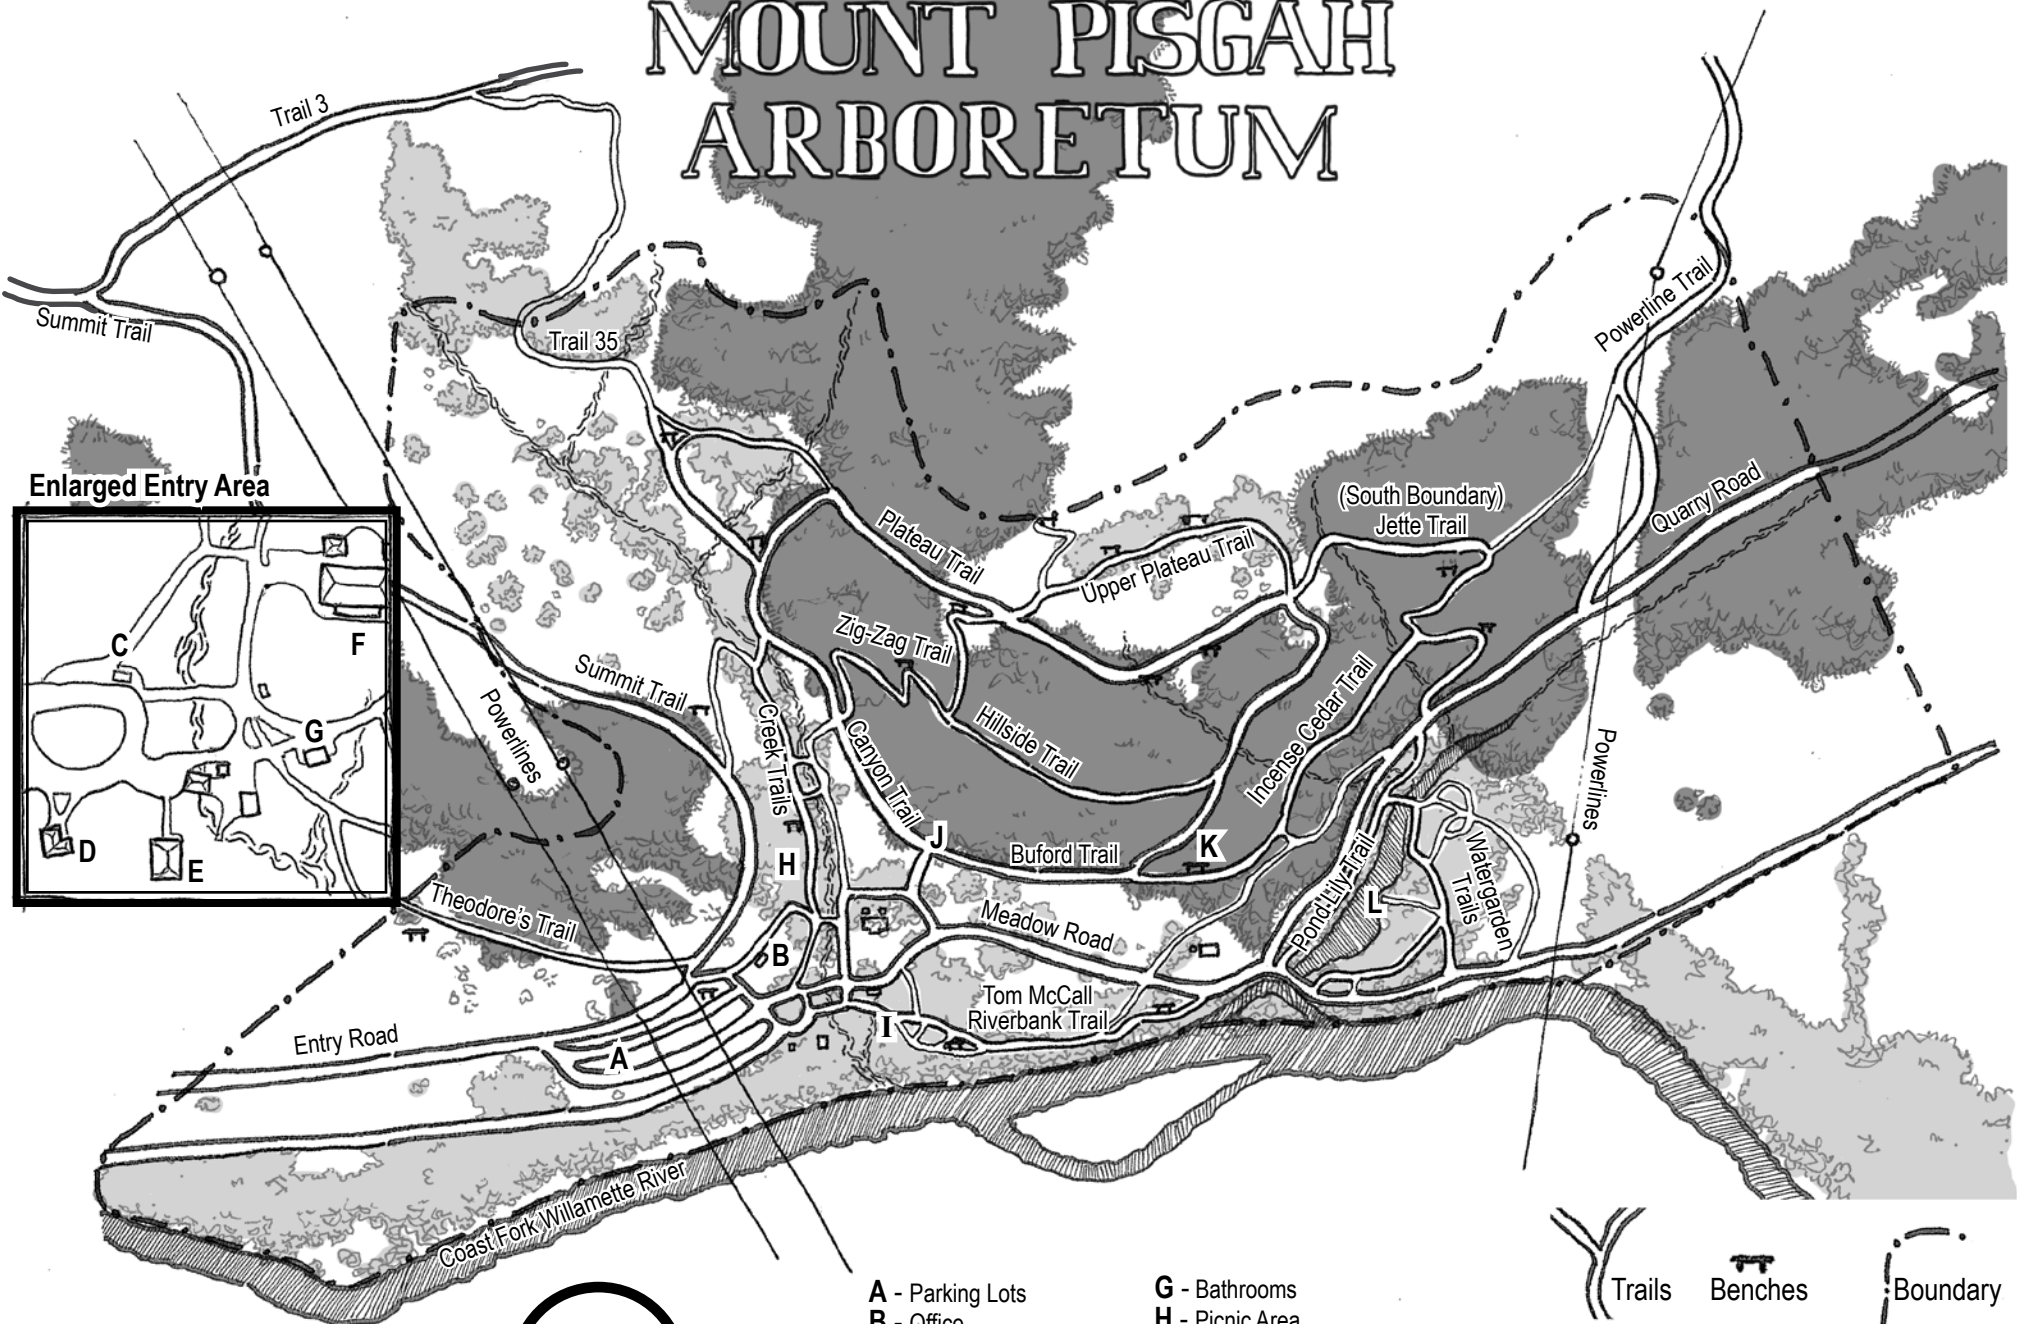 MOUNT PISGAH
ARBORETUM
Trail 3
Summit Trail
Trail 35
Powerline Trail
Enlarged Entry Area
(South Boundary)
Jette Trail
Quarry Road
Plateau Trail
Upper Plateau Trail
C
F
G
D
E
Zig-Zag Trail
Summit Trail
Powerlines
Creek Trails
Canyon Trail
Hillside Trail
Incense Cedar Trail
Powerlines
H
J
Buford Trail
K
Pond Lily Trail
L
Watergarden
Trails
Theodore's Trail
B
Meadow Road
Tom McCall
Riverbank Trail
I
Entry Road
A
Coast Fork Willamette River
A - Parking Lots
B - Office
G - Bathrooms
H - Picnic Area
Trails
Benches
Boundary